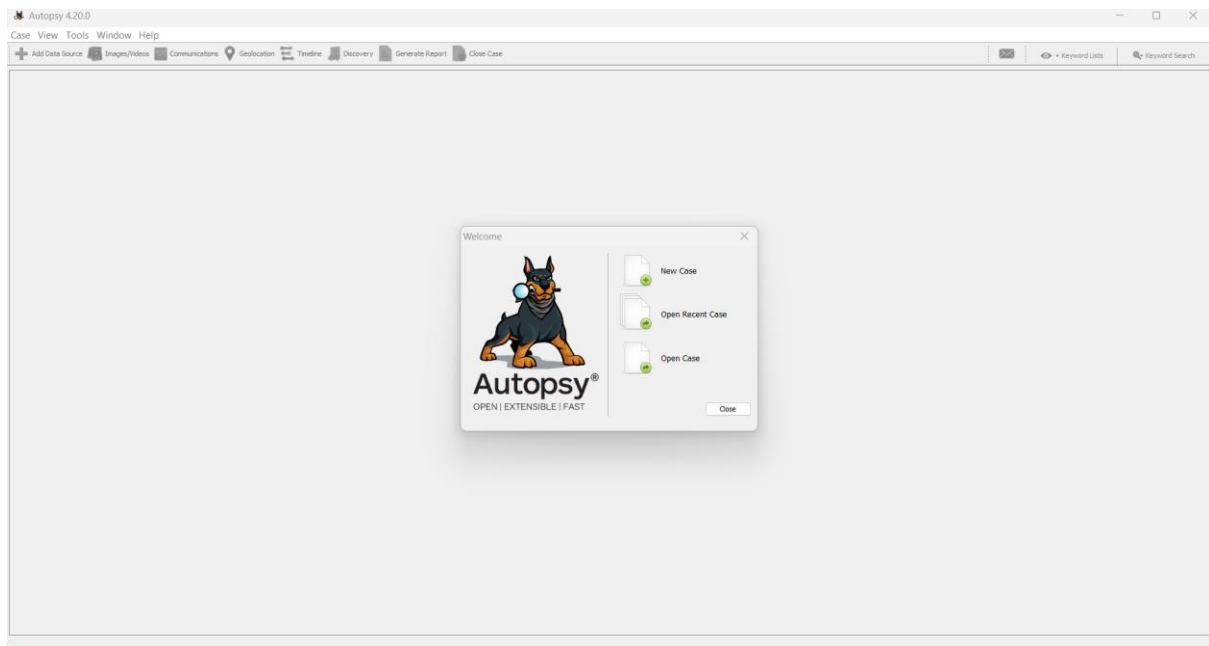 Autopsy 4.20.0
Case View Tools Window Help
Add Data Source Images/Videos Communications Geolocation Timeline Discovery Generate Report Close Case Keyword Lists Keyword Search
Welcome
New Case
Open Recent Case
Open Case
Autopsy®
OPEN | EXTENSIBLE | FAST
Close